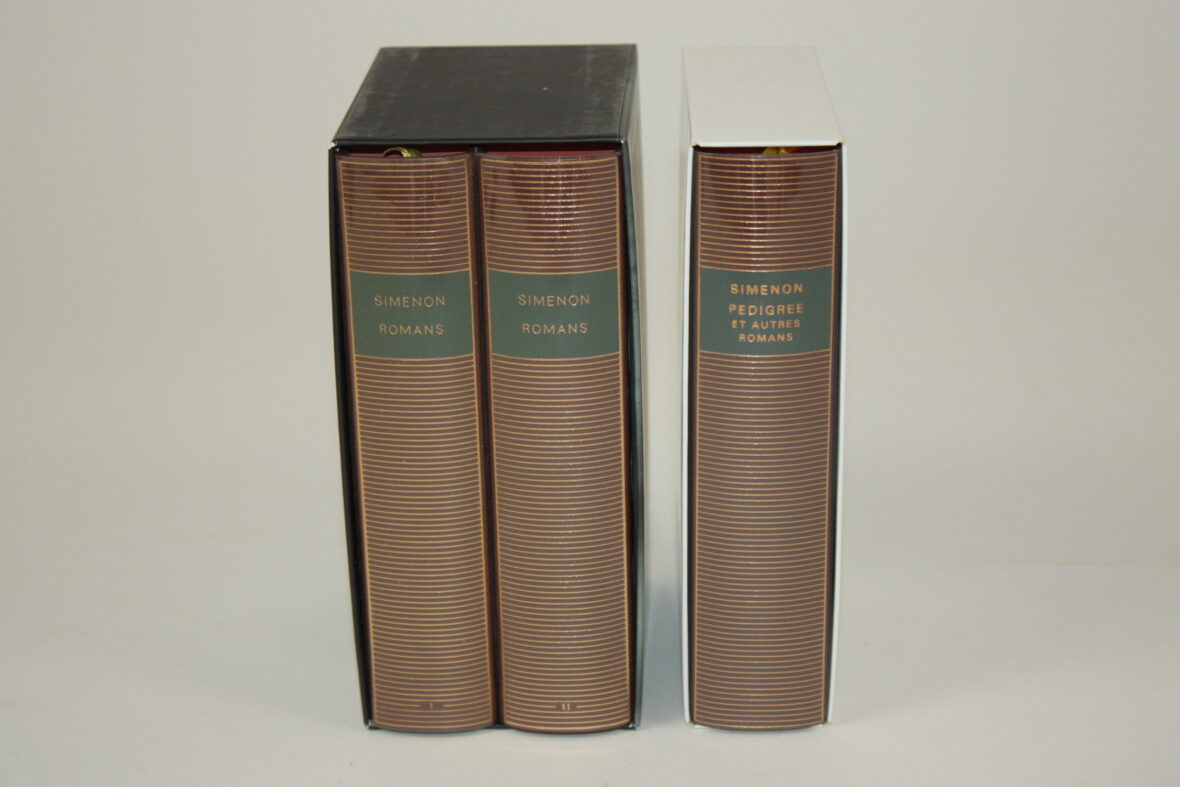 SIMENON
ROMANS
I
SIMENON
ROMANS
II
SIMENON
PEDIGREE
ET AUTRES
ROMANS